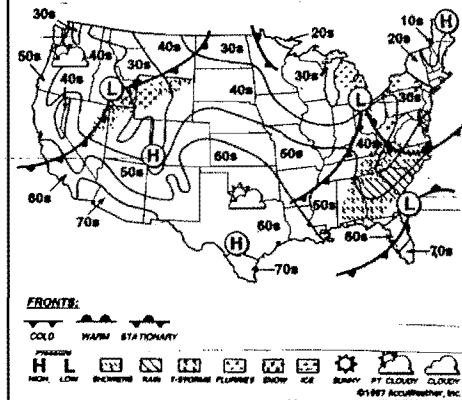 30s
10s
H
20s
20s
50s
40s
40s
30s
30s
30s
40s
30s
L
40s
L
30s
40s
H
50s
60s
50s
60s
70s
50s
L
60s
60s
70s
H
70s
FRONTS:
COLD WARM STATIONARY
PRESSURE
H L
HIGH LOW SHOWERS RAIN T-STORMS FLURRIES SNOW ICE SUNNY PT. CLOUDY CLOUDY
©1997 AccuWeather, Inc.